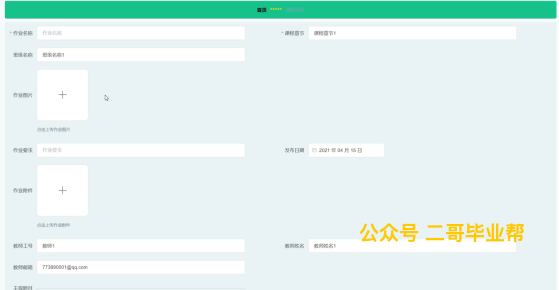 首页 *****
* 作业名称 作业名称 * 课程章节 课程章节1
班级名称 班级名称1
作业图片
点击上传作业图片
作业要求 作业要求 发布日期 2021 年 04 月 15 日
作业附件
点击上传作业附件
公众号 二哥毕业帮
教师工号 教师1 教师姓名 教师姓名1
教师邮箱 773890001@qq.com
主观题目